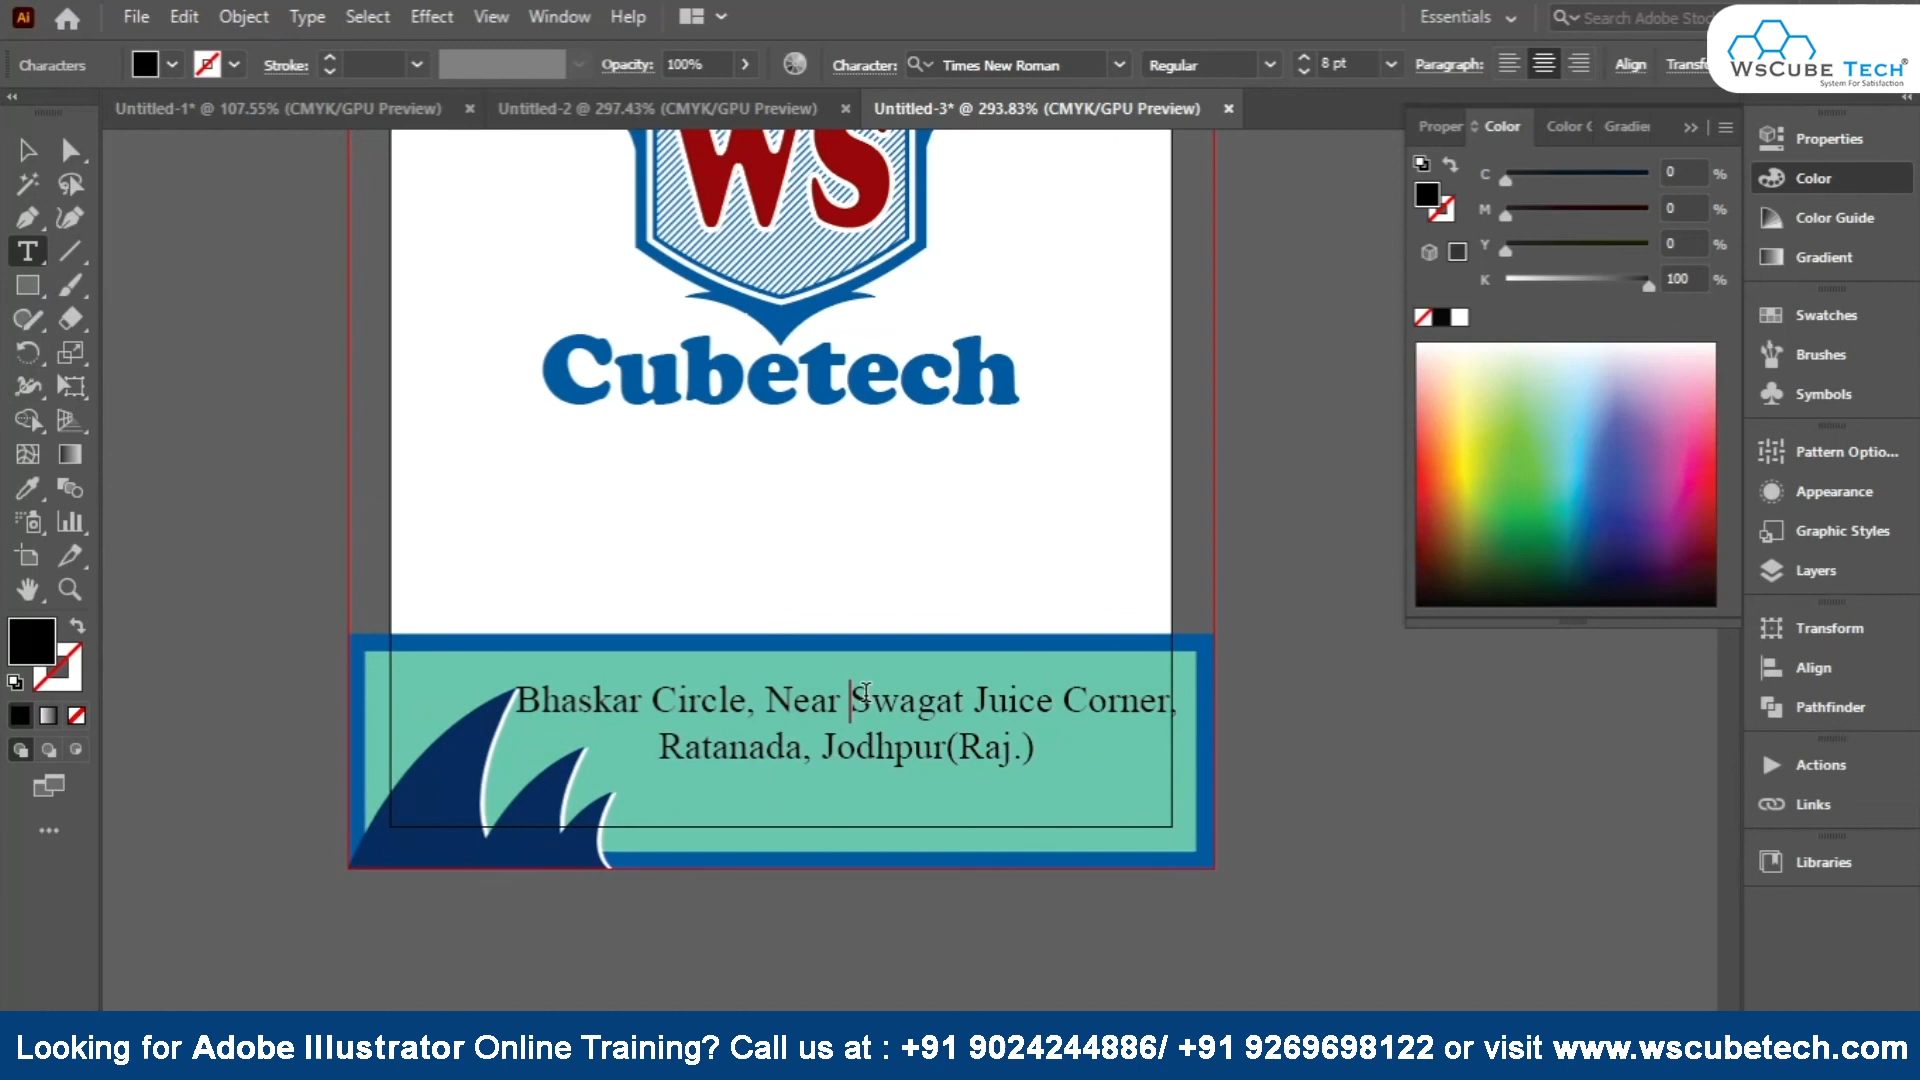 Ai File Edit Object Type Select Effect View Window Help Essentials Search Adobe Stoc
Characters Stroke: Opacity: 100% Character: Times New Roman Regular 8 pt Paragraph: Align Transf
WsCube Tech®
System For Satisfaction
Untitled-1* @ 107.55% (CMYK/GPU Preview) × Untitled-2 @ 297.43% (CMYK/GPU Preview) × Untitled-3* @ 293.83% (CMYK/GPU Preview) ×
Proper Color Color G Gradie
C 0 %
M 0 %
Y 0 %
K 100 %
Properties
Color
Color Guide
Gradient
Swatches
Brushes
Symbols
Pattern Optio...
Appearance
Graphic Styles
Layers
Transform
Align
Pathfinder
Actions
Links
Libraries
WS
Cubetech
Bhaskar Circle, Near Swagat Juice Corner,
Ratanada, Jodhpur(Raj.)
Looking for Adobe Illustrator Online Training? Call us at : +91 9024244886/ +91 9269698122 or visit www.wscubetech.com